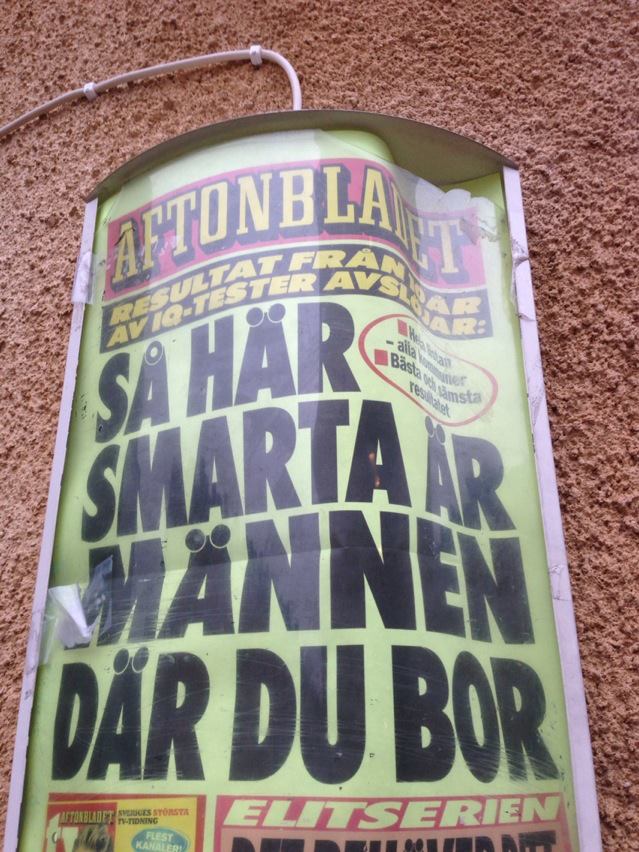 AFTONBLADET
RESULTAT FRÅN 10 ÅR
AV IQ-TESTER AVSLÖJAR:
SÅ HÄR
SMARTA ÄR
MÄNNEN
DÄR DU BOR
Hela listan
– alla kommuner
Bästa och sämsta
resultatet
AFTONBLADET
SVERIGES STÖRSTA
TV-TIDNING
FLEST
KANALER!
ELITSERIEN